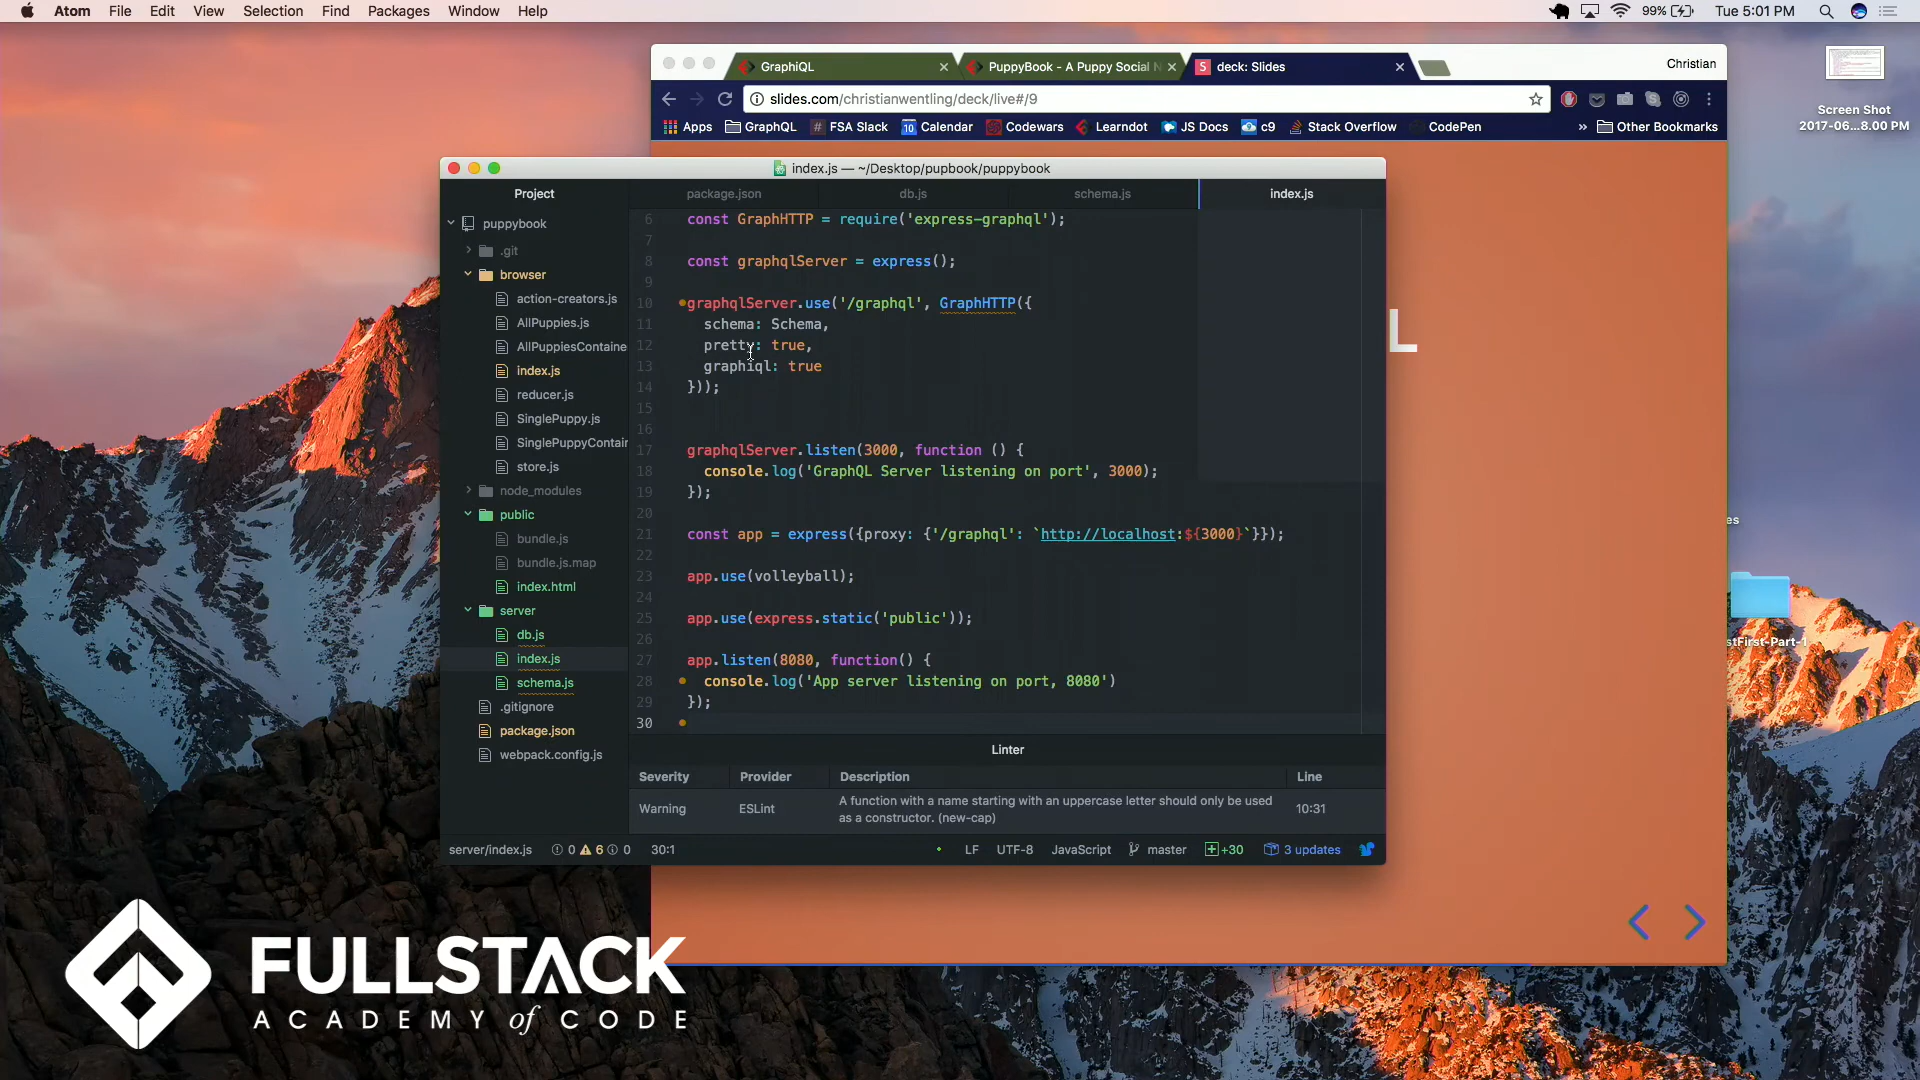 Atom File Edit View Selection Find Packages Window Help
99% Tue 5:01 PM
GraphiQL
PuppyBook - A Puppy Social N
deck: Slides
Christian
slides.com/christianwentling/deck/live#/9
Apps GraphQL FSA Slack Calendar Codewars Learndot JS Docs c9 Stack Overflow CodePen » Other Bookmarks
Screen Shot
2017-06...8.00 PM
index.js — ~/Desktop/pupbook/puppybook
Project
puppybook
.git
browser
action-creators.js
AllPuppies.js
AllPuppiesContaine
index.js
reducer.js
SinglePuppy.js
SinglePuppyContair
store.js
node_modules
public
bundle.js
bundle.js.map
index.html
server
db.js
index.js
schema.js
.gitignore
package.json
webpack.config.js
package.json db.js schema.js index.js
6 const GraphHTTP = require('express-graphql');
7
8 const graphqlServer = express();
9
10 graphqlServer.use('/graphql', GraphHTTP({
11 schema: Schema,
12 pretty: true,
13 graphiql: true
14 }));
15
16
17 graphqlServer.listen(3000, function () {
18 console.log('GraphQL Server listening on port', 3000);
19 });
20
21 const app = express({proxy: {'/graphql': `http://localhost:${3000}`}});
22
23 app.use(volleyball);
24
25 app.use(express.static('public'));
26
27 app.listen(8080, function() {
28 console.log('App server listening on port, 8080')
29 });
30
Linter
Severity Provider Description Line
Warning ESLint A function with a name starting with an uppercase letter should only be used as a constructor. (new-cap) 10:31
server/index.js 0 6 0 30:1 LF UTF-8 JavaScript master +30 3 updates
L
es
stFirst-Part-1
FULLSTACK
ACADEMY of CODE